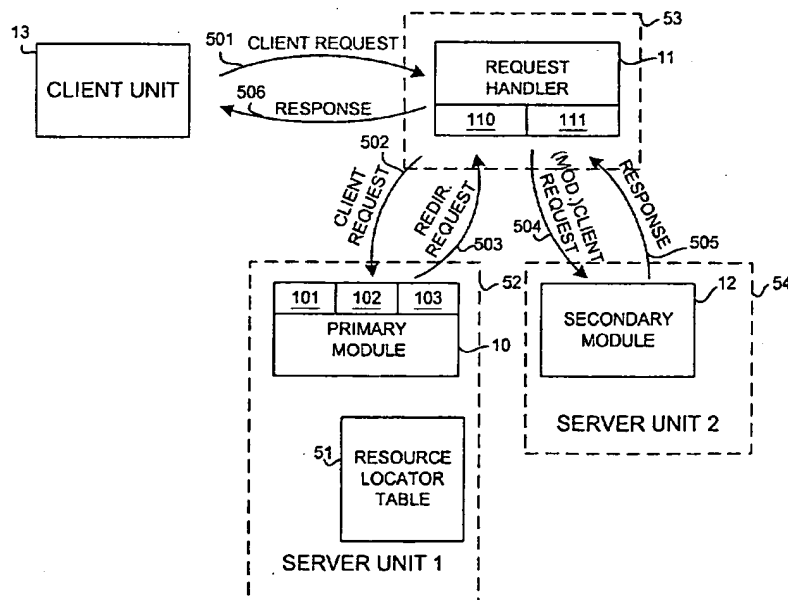 13
CLIENT UNIT
501
CLIENT REQUEST
506
RESPONSE
53
11
REQUEST
HANDLER
110
111
502
CLIENT
REQUEST
REDIR.
REQUEST
503
(MOD.)CLIENT
REQUEST
504
RESPONSE
505
52
101
102
103
PRIMARY
MODULE
10
51
RESOURCE
LOCATOR
TABLE
SERVER UNIT 1
12
54
SECONDARY
MODULE
SERVER UNIT 2